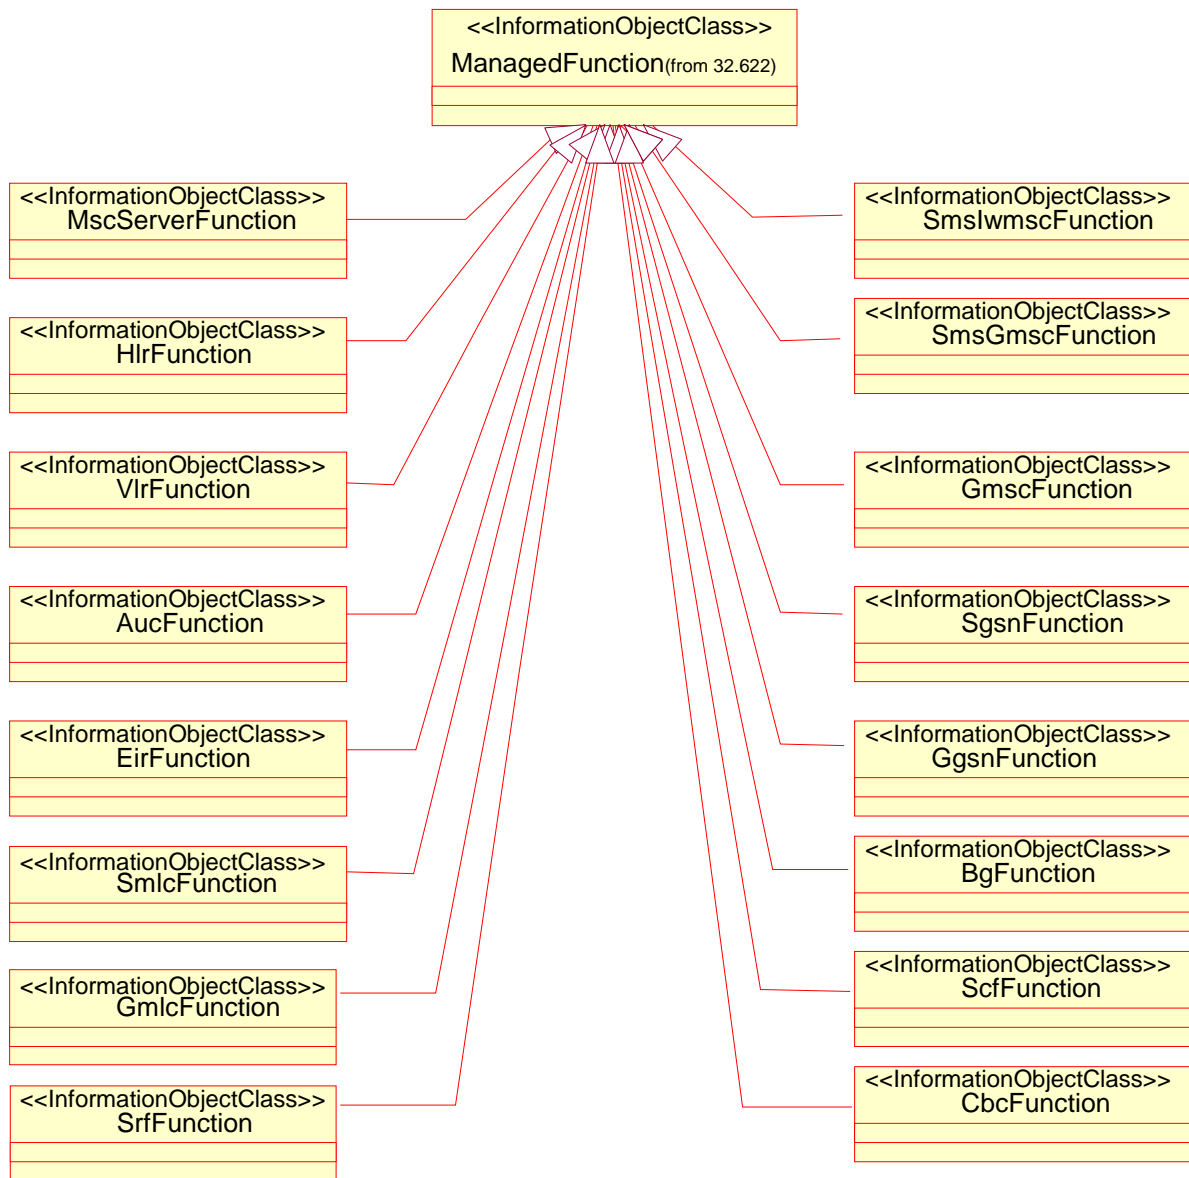 <<InformationObjectClass>>
ManagedFunction(from 32.622)
<<InformationObjectClass>>
MscServerFunction
<<InformationObjectClass>>
HlrFunction
<<InformationObjectClass>>
VlrFunction
<<InformationObjectClass>>
AucFunction
<<InformationObjectClass>>
EirFunction
<<InformationObjectClass>>
SmlcFunction
<<InformationObjectClass>>
GmlcFunction
<<InformationObjectClass>>
SrfFunction
<<InformationObjectClass>>
SmsIwmscFunction
<<InformationObjectClass>>
SmsGmscFunction
<<InformationObjectClass>>
GmscFunction
<<InformationObjectClass>>
SgsnFunction
<<InformationObjectClass>>
GgsnFunction
<<InformationObjectClass>>
BgFunction
<<InformationObjectClass>>
ScfFunction
<<InformationObjectClass>>
CbcFunction